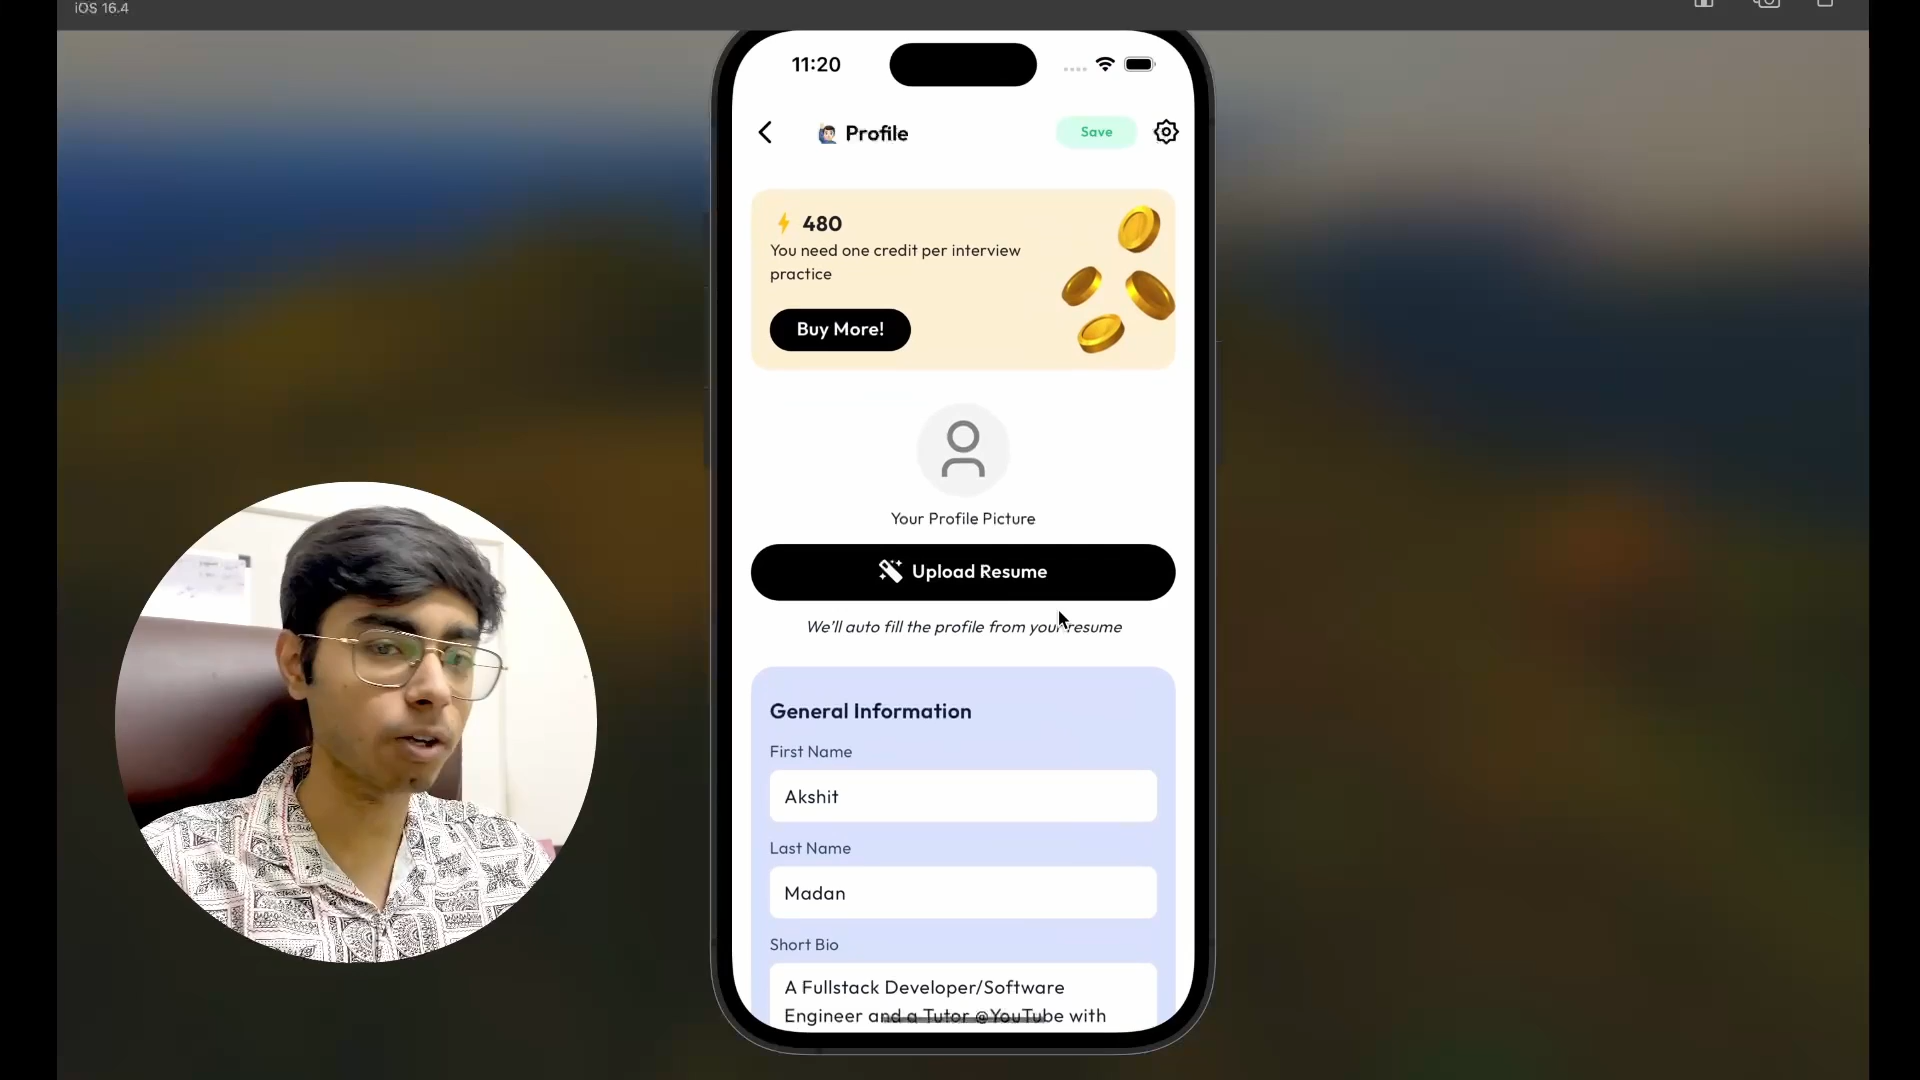 iOS 16.4
11:20
Profile
Save
480
You need one credit per interview
practice
Buy More!
Your Profile Picture
Upload Resume
We'll auto fill the profile from your resume
General Information
First Name
Akshit
Last Name
Madan
Short Bio
A Fullstack Developer/Software
Engineer and a Tutor @YouTube with